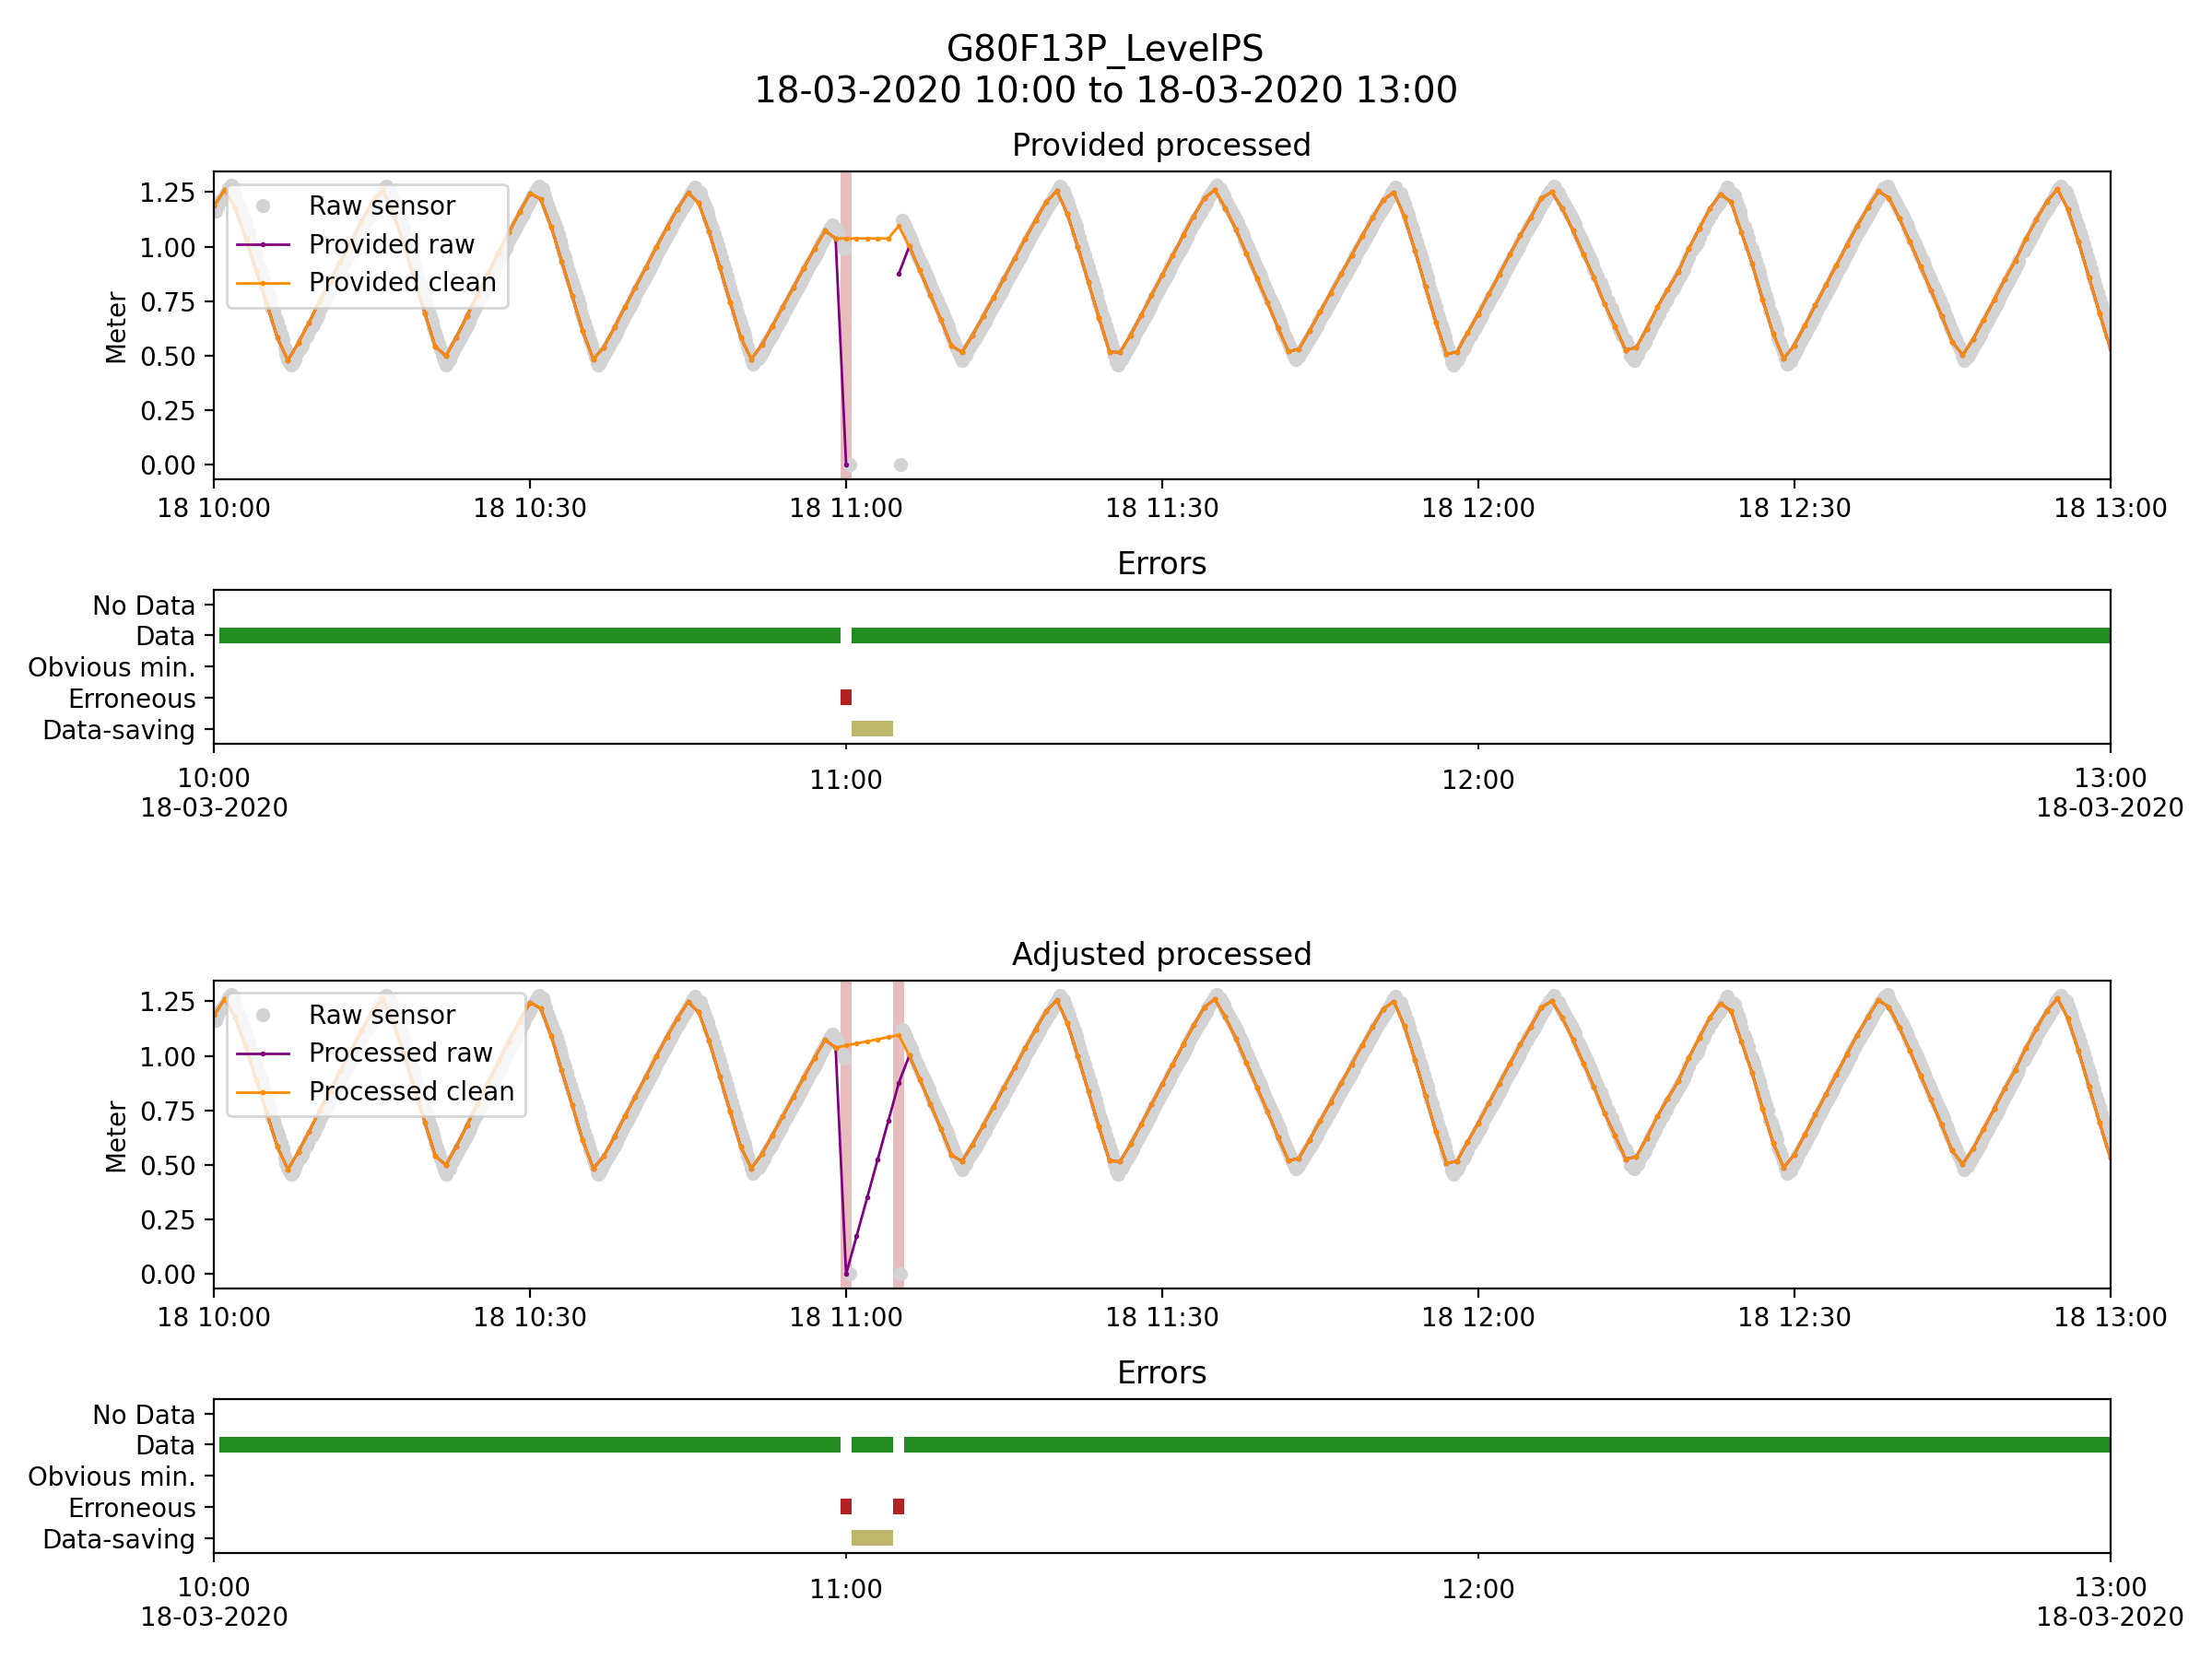 G80F13P_LevelPS
18-03-2020 10:00 to 18-03-2020 13:00
Provided processed
Meter
1.25
1.00
0.75
0.50
0.25
0.00
Raw sensor
Provided raw
Provided clean
18 10:00 18 10:30 18 11:00 18 11:30 18 12:00 18 12:30 18 13:00
Errors
No Data
Data
Obvious min.
Erroneous
Data-saving
10:00 11:00 12:00 13:00
18-03-2020 18-03-2020
Adjusted processed
Meter
1.25
1.00
0.75
0.50
0.25
0.00
Raw sensor
Processed raw
Processed clean
18 10:00 18 10:30 18 11:00 18 11:30 18 12:00 18 12:30 18 13:00
Errors
No Data
Data
Obvious min.
Erroneous
Data-saving
10:00 11:00 12:00 13:00
18-03-2020 18-03-2020